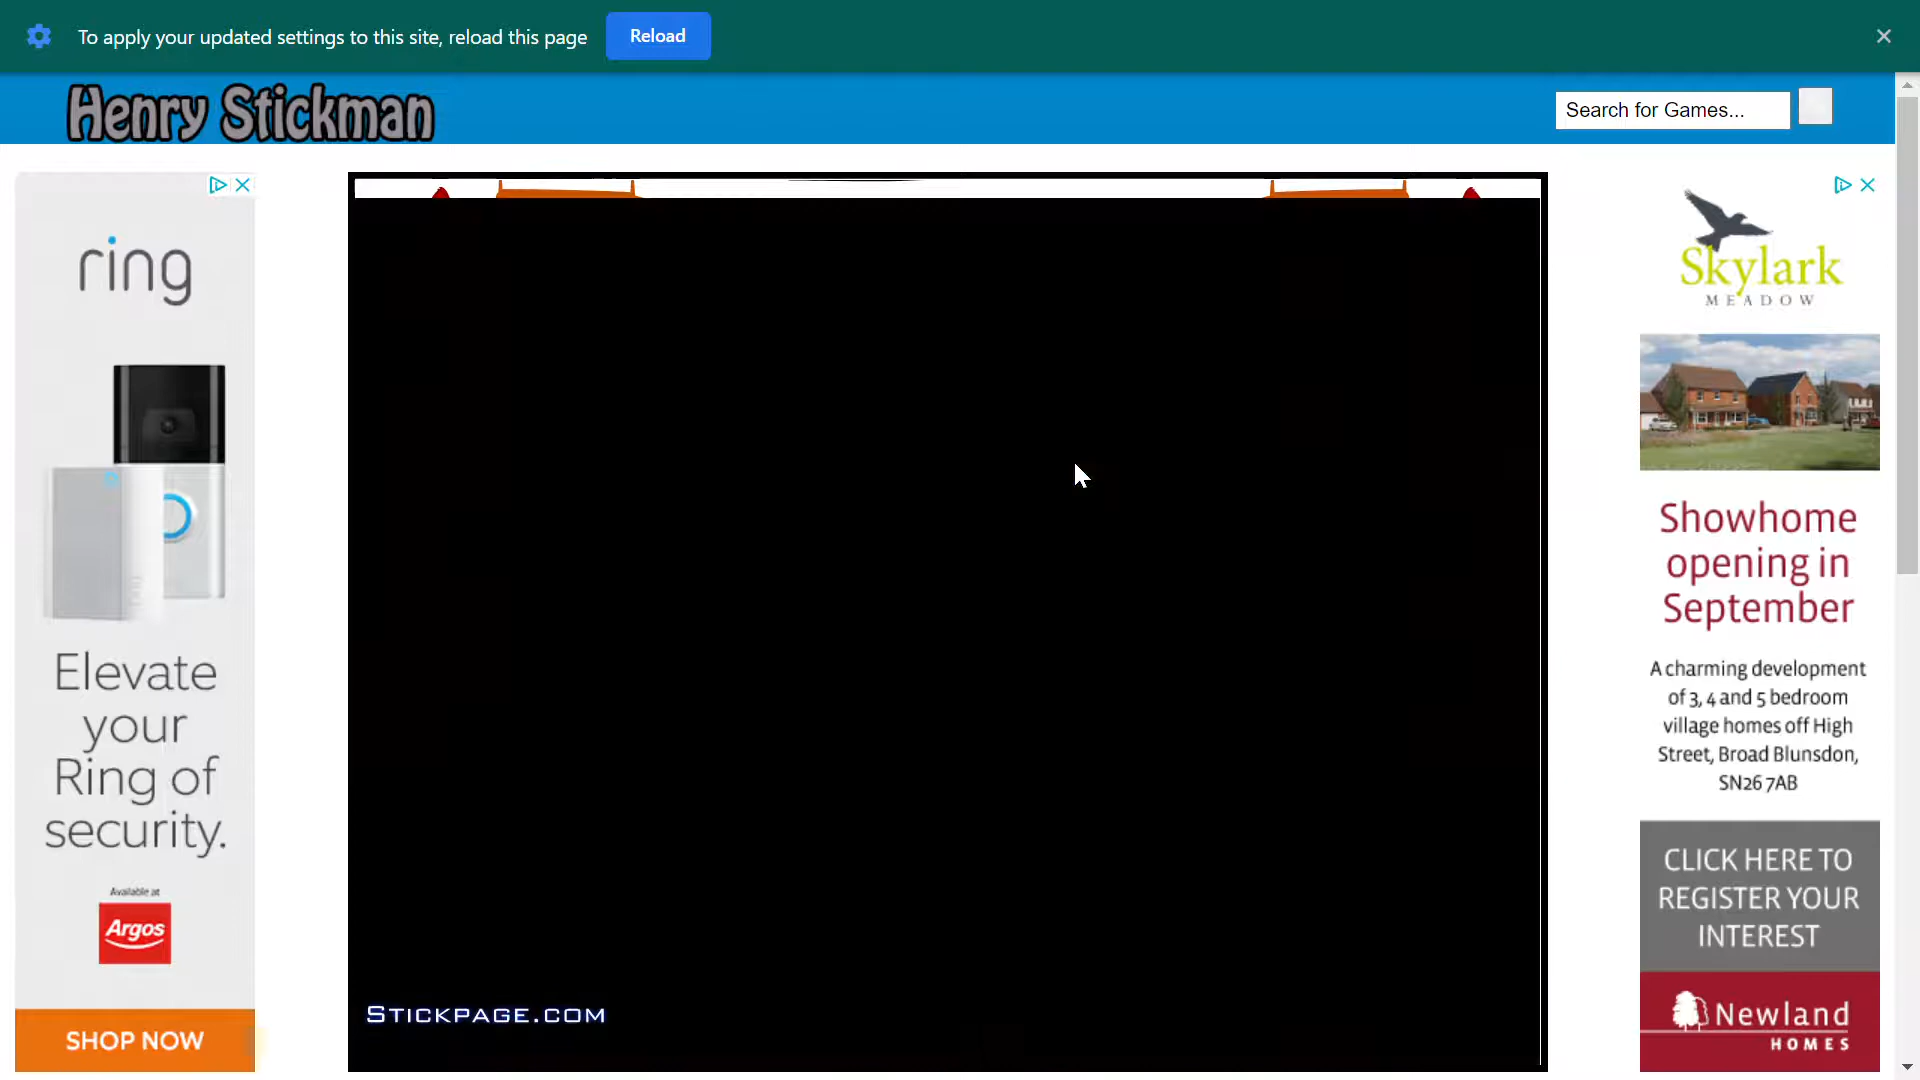 To apply your updated settings to this site, reload this page
Reload
Henry Stickman
Search for Games...
ring
Elevate
your
Ring of
security.
Available at
Argos
SHOP NOW
STICKPAGE.COM
Skylark
MEADOW
Showhome
opening in
September
A charming development
of 3, 4 and 5 bedroom
village homes off High
Street, Broad Blunsdon,
SN26 7AB
CLICK HERE TO
REGISTER YOUR
INTEREST
Newland
HOMES